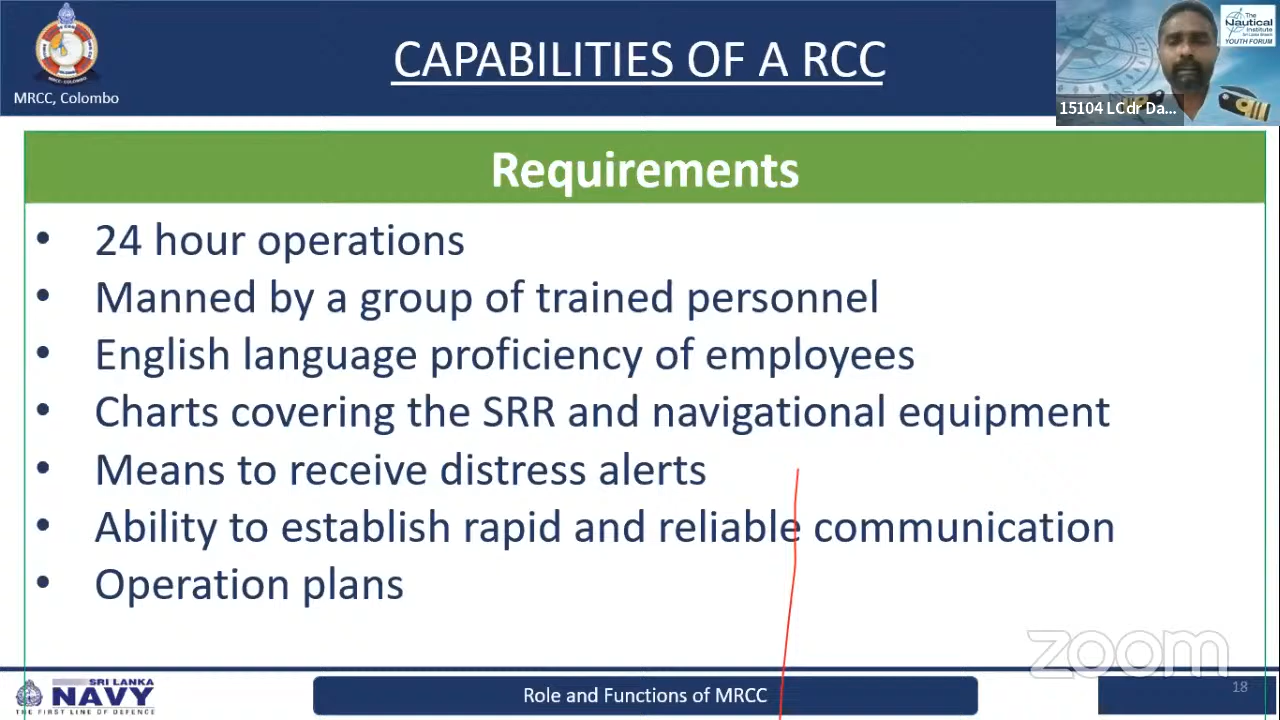 CAPABILITIES OF A RCC
MRCC, Colombo
The
Nautical
Institute
YOUTH FORUM
15104 LCdr Da...
Requirements
• 24 hour operations
• Manned by a group of trained personnel
• English language proficiency of employees
• Charts covering the SRR and navigational equipment
• Means to receive distress alerts
• Ability to establish rapid and reliable communication
• Operation plans
zoom
SRI LANKA
NAVY
THE FIRST LINE OF DEFENCE
Role and Functions of MRCC
18